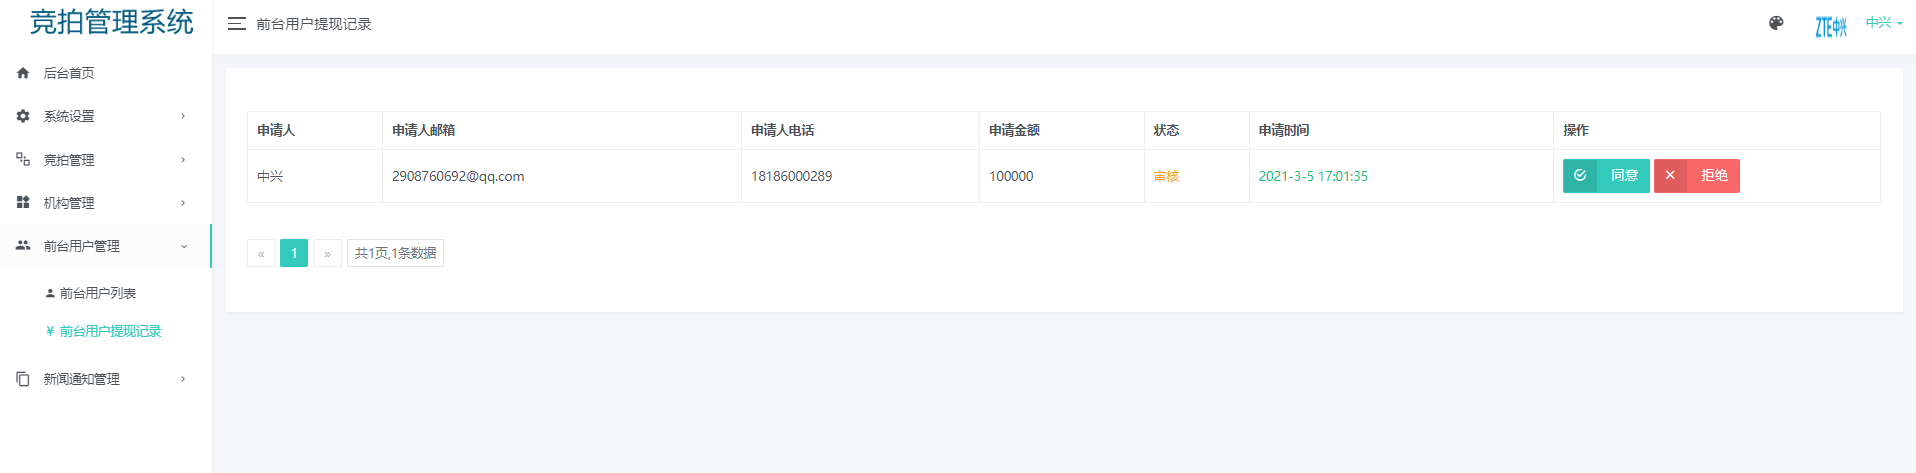 竞拍管理系统
前台用户提现记录
ZTE中兴
中兴
后台首页
系统设置
竞拍管理
机构管理
前台用户管理
前台用户列表
¥ 前台用户提现记录
新闻通知管理
申请人 申请人邮箱 申请人电话 申请金额 状态 申请时间 操作
中兴 2908760692@qq.com 18186000289 100000 审核 2021-3-5 17:01:35 同意 拒绝
« 1 » 共1页,1条数据